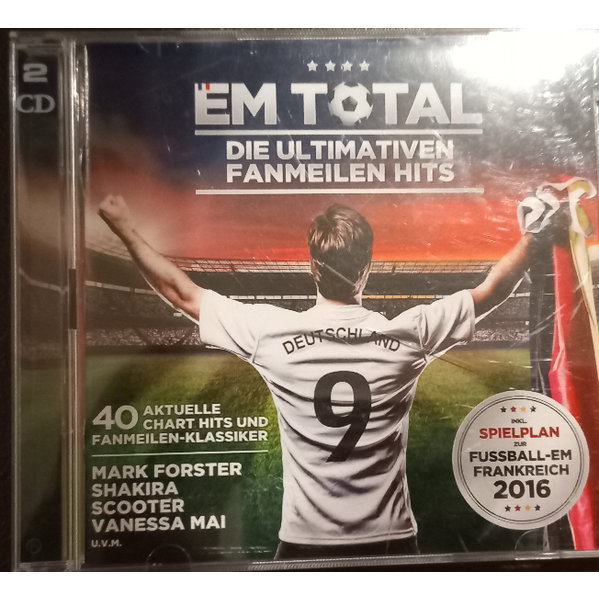 2
CD
EM TOTAL
DIE ULTIMATIVEN
FANMEILEN HITS
DEUTSCHLAND
9
40 AKTUELLE
CHART HITS UND
FANMEILEN-KLASSIKER
MARK FORSTER
SHAKIRA
SCOOTER
VANESSA MAI
U.V.M.
INKL.
SPIELPLAN
ZUR
FUSSBALL-EM
FRANKREICH
2016